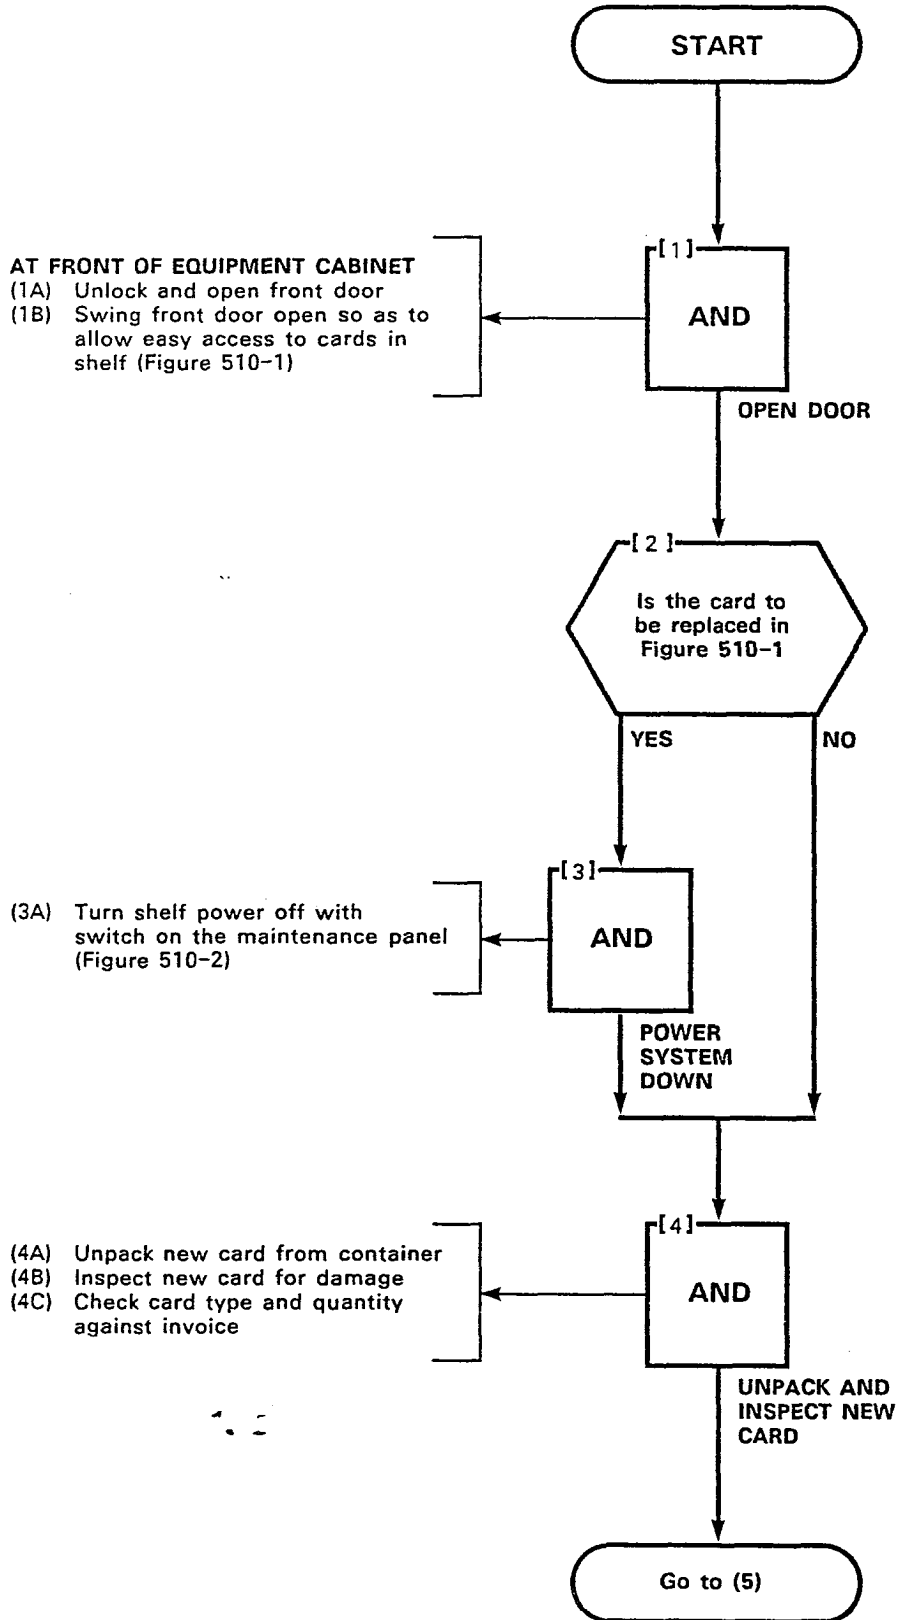 START
[1]
AND
AT FRONT OF EQUIPMENT CABINET
(1A) Unlock and open front door
(1B) Swing front door open so as to
allow easy access to cards in
shelf (Figure 510-1)
OPEN DOOR
[2]
Is the card to
be replaced in
Figure 510-1
YES
NO
[3]
AND
(3A) Turn shelf power off with
switch on the maintenance panel
(Figure 510-2)
POWER
SYSTEM
DOWN
[4]
AND
(4A) Unpack new card from container
(4B) Inspect new card for damage
(4C) Check card type and quantity
against invoice
UNPACK AND
INSPECT NEW
CARD
Go to (5)